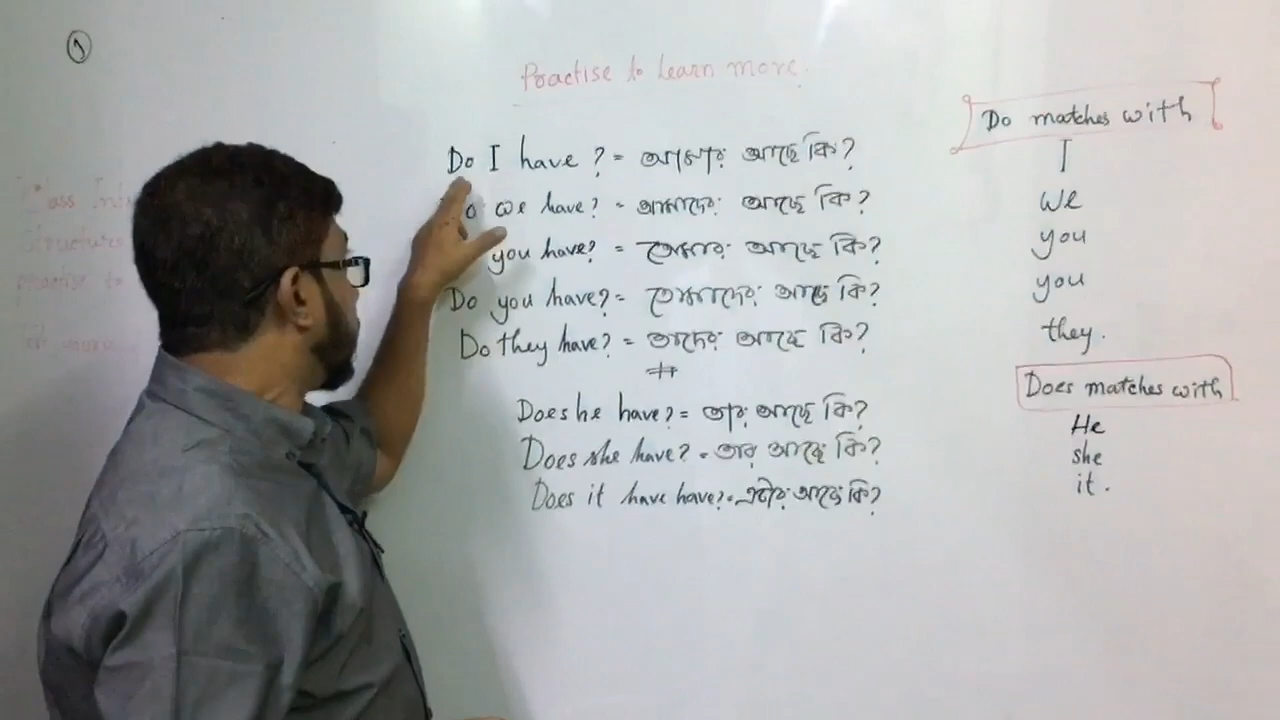 ১
Practise to Learn more.
Do I have? = আমার আছে কি?
we have? = আমাদের আছে কি?
you have? = তোমার আছে কি?
Do you have? = তোমাদের আছে কি?
Do they have? = তাদের আছে কি?
Does he have? = তার আছে কি?
Does she have? = তার আছে কি?
Does it have have? = এটার আছে কি?
Do matches with
I
we
you
you
they.
Does matches with
He
she
it.